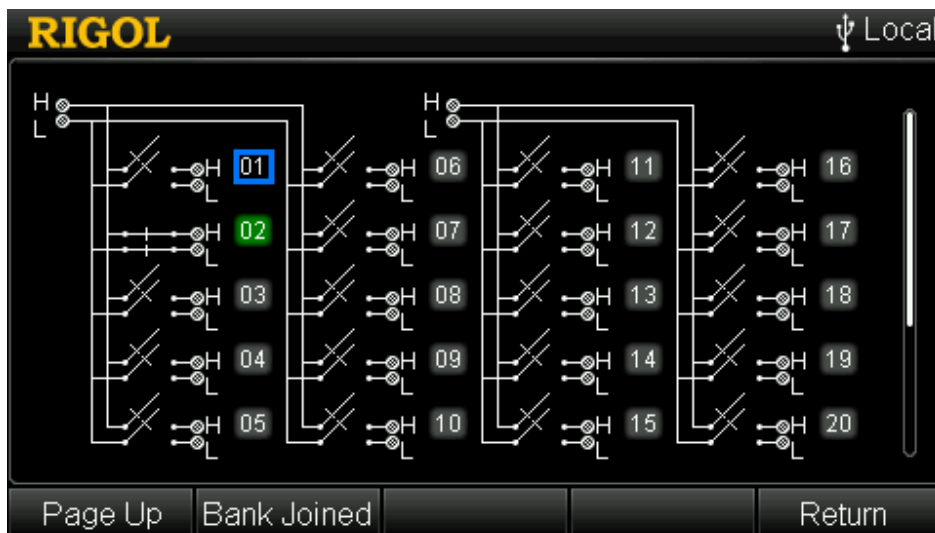 RIGOL Local
H H
L L
H 01 H 06 H 11 H 16
L L L L
H 02 H 07 H 12 H 17
L L L L
H 03 H 08 H 13 H 18
L L L L
H 04 H 09 H 14 H 19
L L L L
H 05 H 10 H 15 H 20
L L L L
Page Up Bank Joined Return